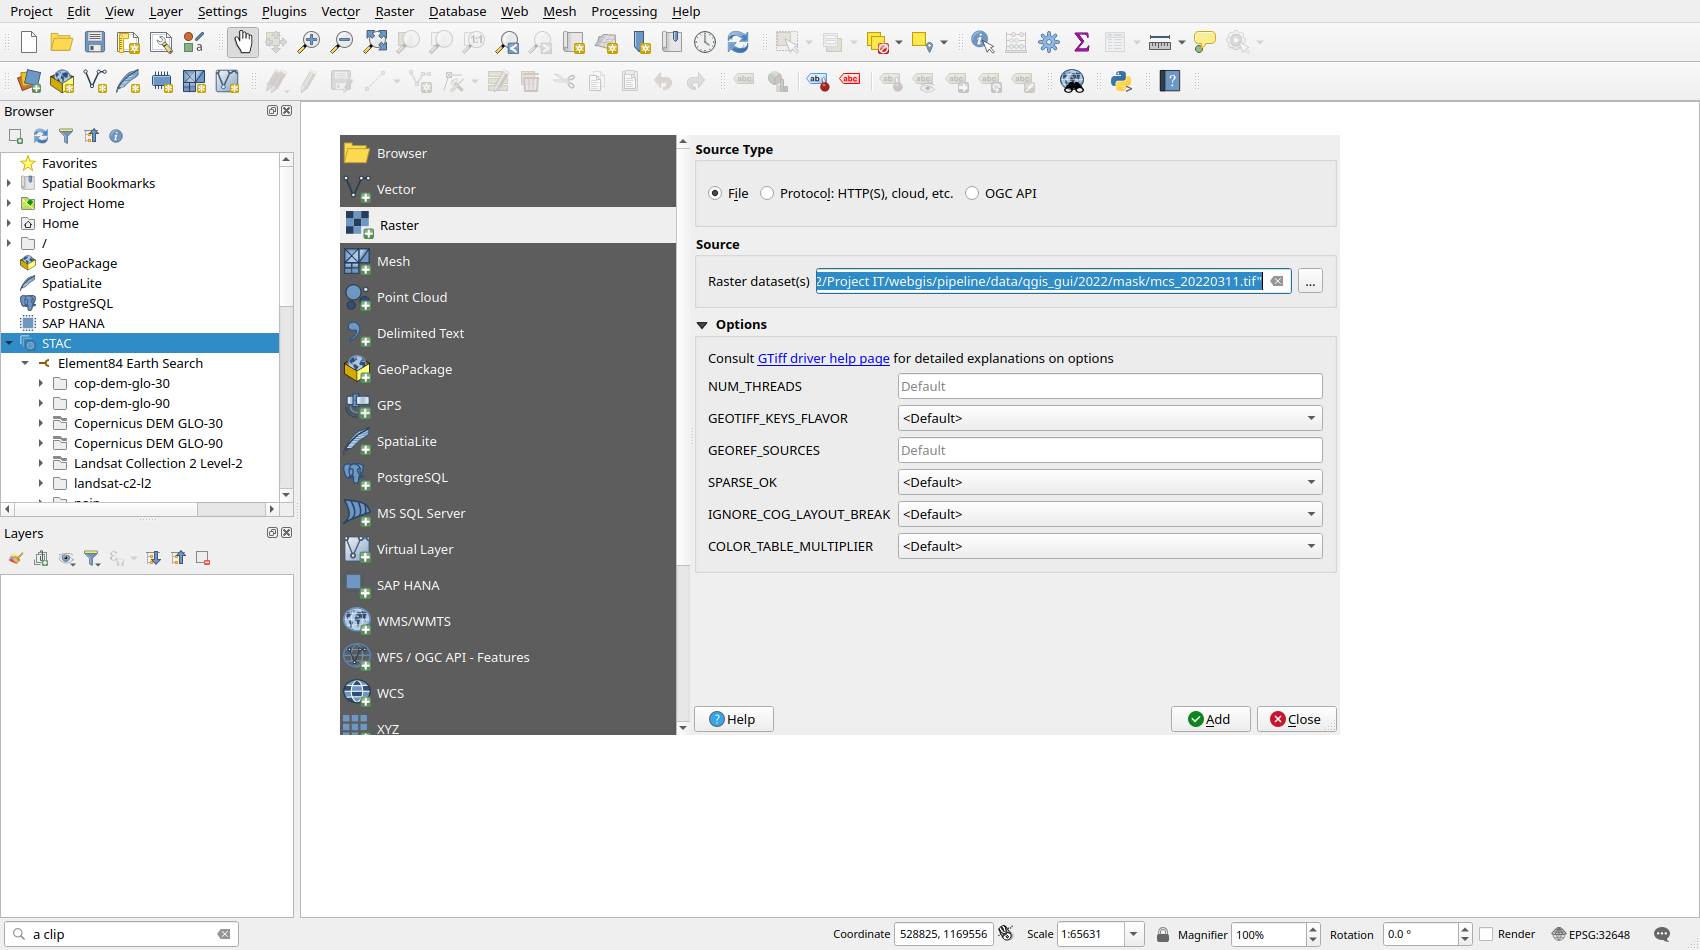 Project Edit View Layer Settings Plugins Vector Raster Database Web Mesh Processing Help
Browser
Favorites
Spatial Bookmarks
Project Home
Home
/
GeoPackage
SpatiaLite
PostgreSQL
SAP HANA
STAC
Element84 Earth Search
cop-dem-glo-30
cop-dem-glo-90
Copernicus DEM GLO-30
Copernicus DEM GLO-90
Landsat Collection 2 Level-2
landsat-c2-l2
Layers
Browser
Vector
Raster
Mesh
Point Cloud
Delimited Text
GeoPackage
GPS
SpatiaLite
PostgreSQL
MS SQL Server
Virtual Layer
SAP HANA
WMS/WMTS
WFS / OGC API - Features
WCS
XYZ
Source Type
File Protocol: HTTP(S), cloud, etc. OGC API
Source
Raster dataset(s) 2/Project IT/webgis/pipeline/data/qgis_gui/2022/mask/mcs_20220311.tif" ...
Options
Consult GTiff driver help page for detailed explanations on options
NUM_THREADS Default
GEOTIFF_KEYS_FLAVOR <Default>
GEOREF_SOURCES Default
SPARSE_OK <Default>
IGNORE_COG_LAYOUT_BREAK <Default>
COLOR_TABLE_MULTIPLIER <Default>
Help Add Close
a clip Coordinate 528825, 1169556 Scale 1:65631 Magnifier 100% Rotation 0.0 ° Render EPSG:32648